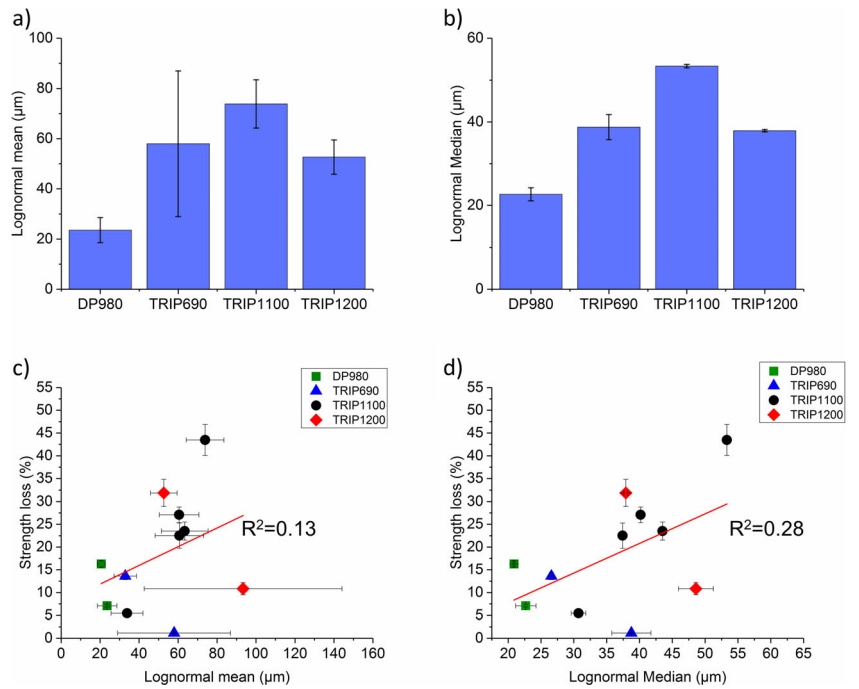 a)
100
80
60
40
20
0
Lognormal mean (μm)
DP980 TRIP690 TRIP1100 TRIP1200
b)
60
40
20
0
Lognormal Median (μm)
DP980 TRIP690 TRIP1100 TRIP1200
c)
DP980
TRIP690
TRIP1100
TRIP1200
55
50
45
40
35
30
25
20
15
10
5
0
Strength loss (%)
R²=0.13
0 20 40 60 80 100 120 140 160
Lognormal mean (μm)
d)
DP980
TRIP690
TRIP1100
TRIP1200
55
50
45
40
35
30
25
20
15
10
5
0
Strength loss (%)
R²=0.28
20 25 30 35 40 45 50 55 60 65
Lognormal Median (μm)